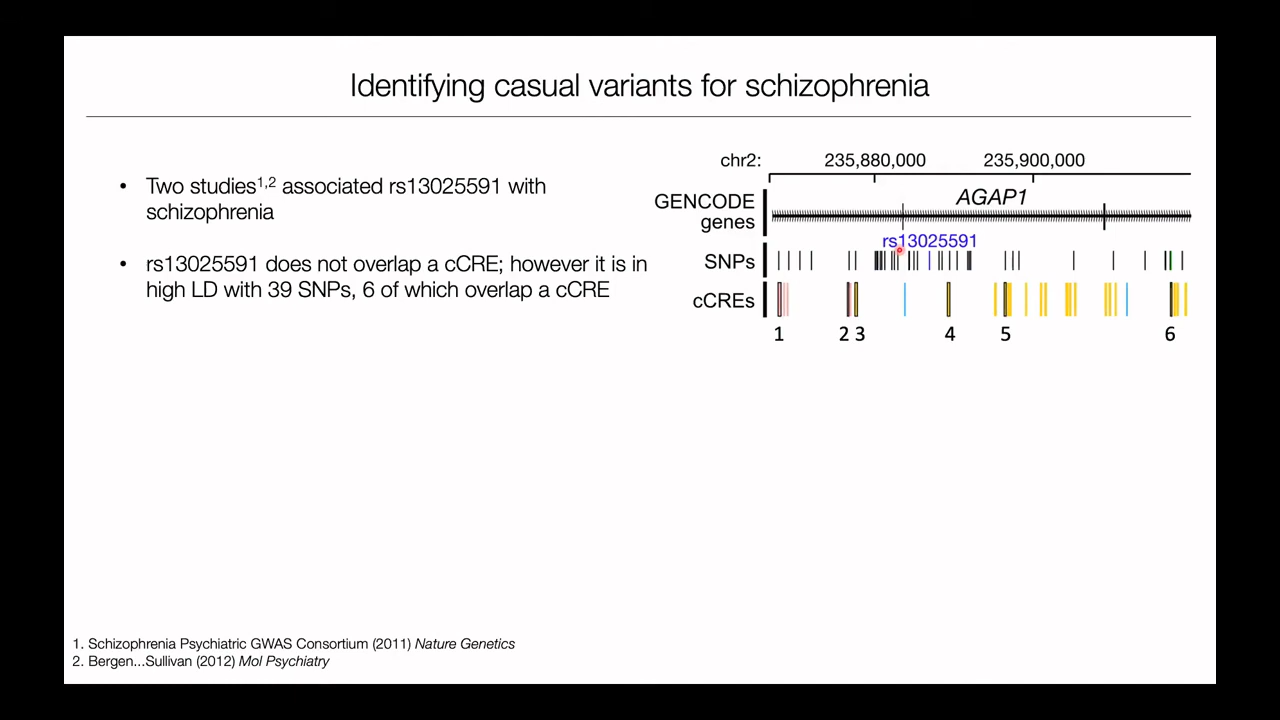 Identifying casual variants for schizophrenia
• Two studies1,2 associated rs13025591 with
schizophrenia
• rs13025591 does not overlap a cCRE; however it is in
high LD with 39 SNPs, 6 of which overlap a cCRE
chr2: 235,880,000 235,900,000
GENCODE
genes
AGAP1
rs13025591
SNPs
cCREs
1 2 3 4 5 6
1. Schizophrenia Psychiatric GWAS Consortium (2011) Nature Genetics
2. Bergen...Sullivan (2012) Mol Psychiatry